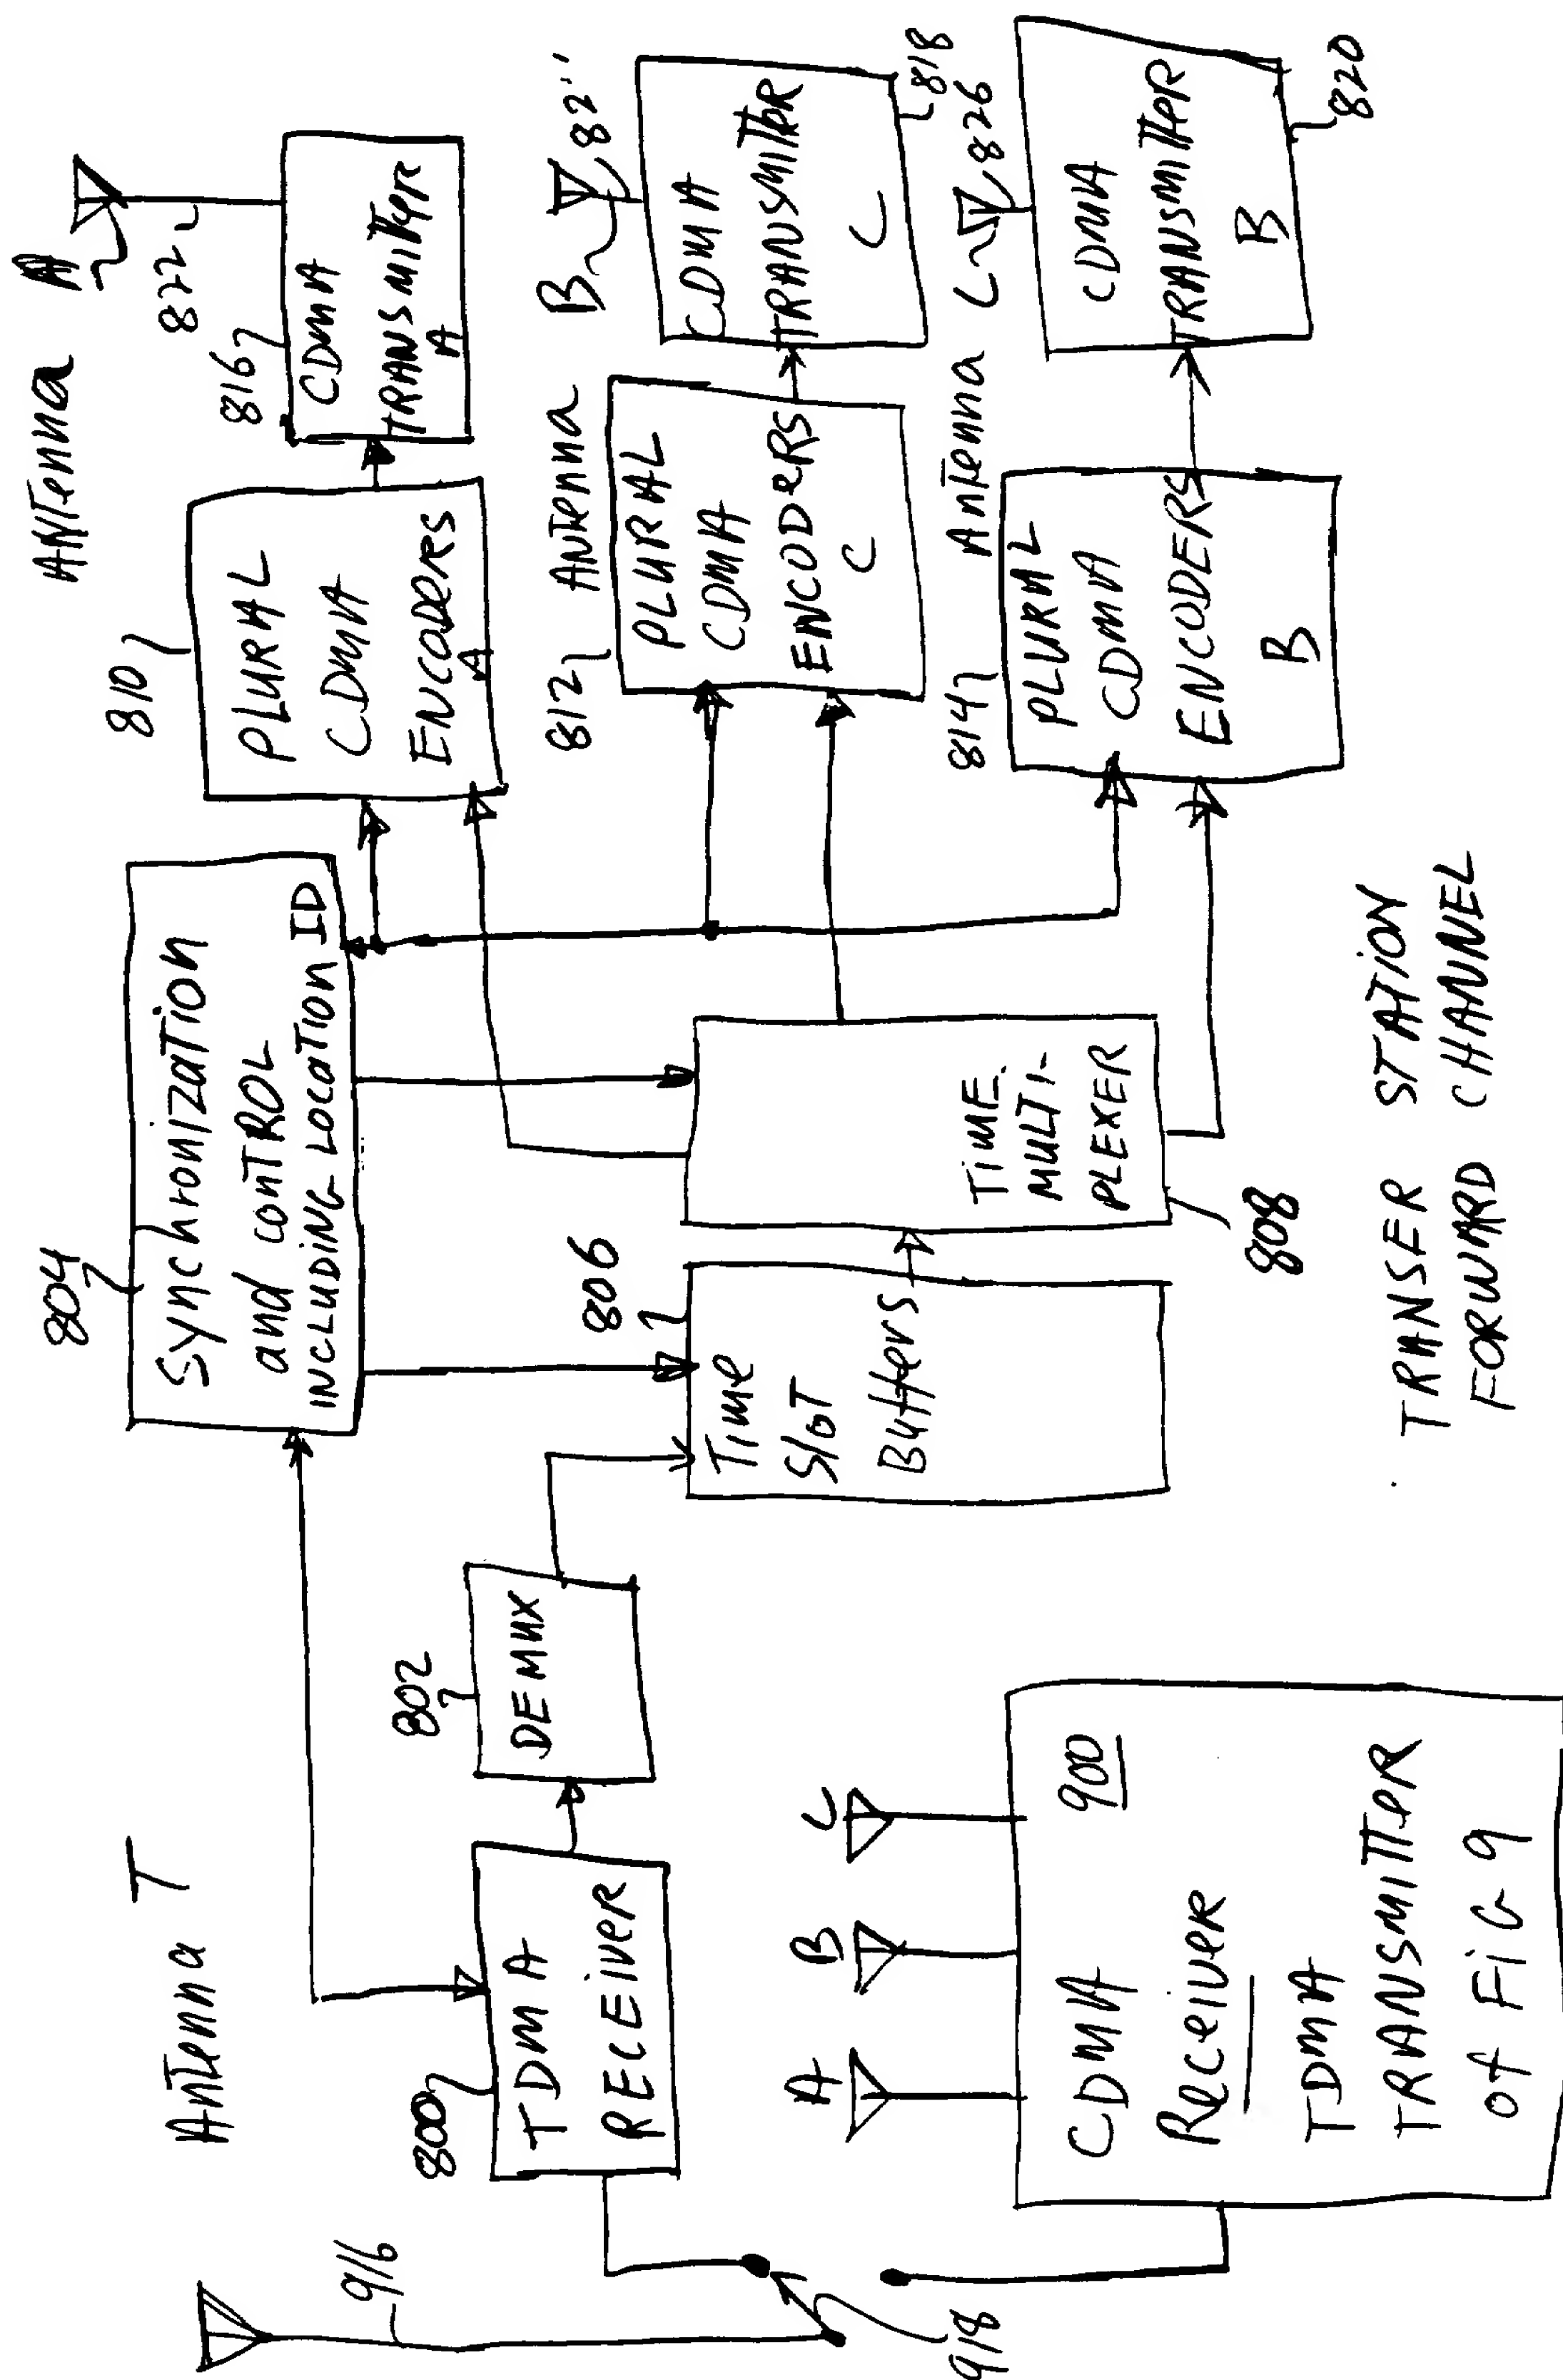 Antenna T
916
918
800
TDMA
RECEIVER
802
DEMUX
804
Synchronization
and CONTROL
INCLUDING LOCATION ID
806
Time
Slot
Buffers
808
TIME
MULTI-
PLEXER
810
PLURAL
CDMA
ENCODERS
A
ANTenna A
822
816
CDMA
TRANSMITTER
A
812
PLURAL
CDMA
ENCODERS
C
Antenna B
CDMA
TRANSMITTER
C
818
814
PLURAL
CDMA
ENCODERS
B
Antenna C
826
CDMA
TRANSMITTER
B
820
A
B
C
CDMA 900
Receiver
TDMA
TRANSMITTER
of FiG 9
TRANSER STATION
FORWARD CHANNEL